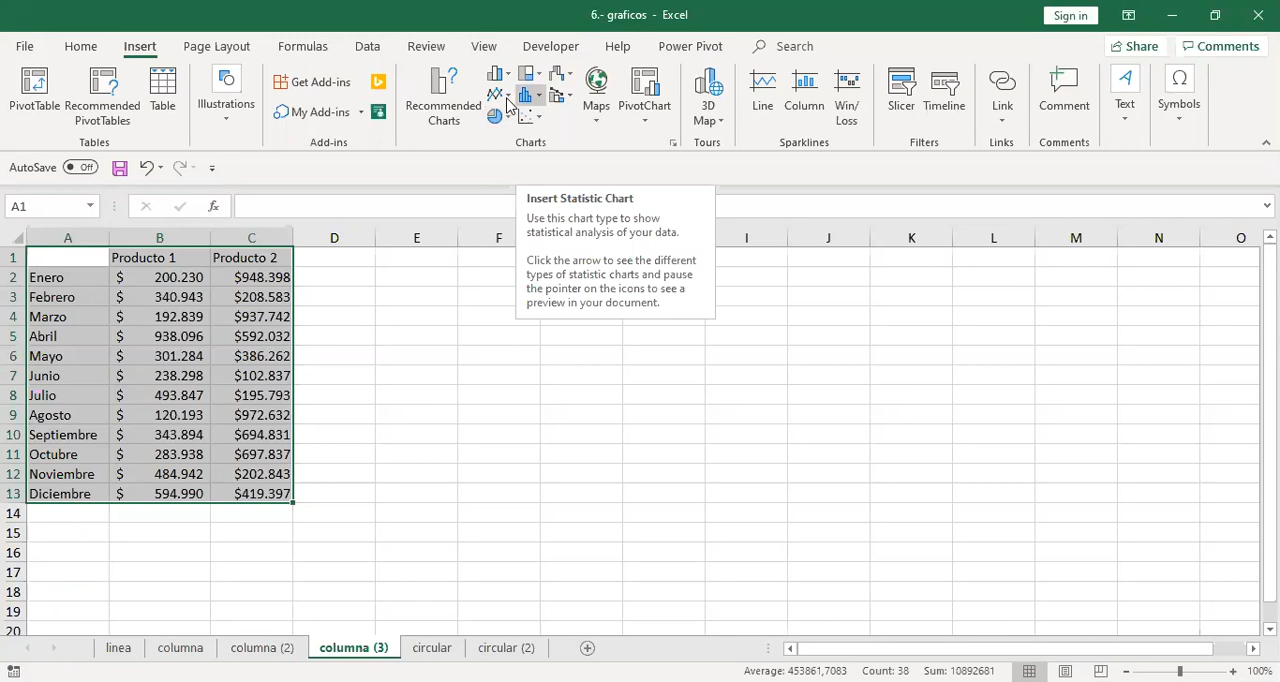 6.- graficos - Excel
Sign in
File Home Insert Page Layout Formulas Data Review View Developer Help Power Pivot Search Share Comments
PivotTable
Recommended
PivotTables
Table
Tables
Illustrations
Get Add-ins
My Add-ins
Add-ins
Recommended
Charts
Maps
PivotChart
Charts
3D
Map
Tours
Line
Column
Win/
Loss
Sparklines
Slicer
Timeline
Filters
Link
Links
Comment
Comments
Text
Symbols
AutoSave Off
A1
fx
Insert Statistic Chart
Use this chart type to show
statistical analysis of your data.
Click the arrow to see the different
types of statistic charts and pause
the pointer on the icons to see a
preview in your document.
A B C D E F I J K L M N O
1 Producto 1 Producto 2
2 Enero $ 200.230 $948.398
3 Febrero $ 340.943 $208.583
4 Marzo $ 192.839 $937.742
5 Abril $ 938.096 $592.032
6 Mayo $ 301.284 $386.262
7 Junio $ 238.298 $102.837
8 Julio $ 493.847 $195.793
9 Agosto $ 120.193 $972.632
10 Septiembre $ 343.894 $694.831
11 Octubre $ 283.938 $697.837
12 Noviembre $ 484.942 $202.843
13 Diciembre $ 594.990 $419.397
14
15
16
17
18
19
20
linea columna columna (2) columna (3) circular circular (2)
Average: 453861,7083 Count: 38 Sum: 10892681 100%